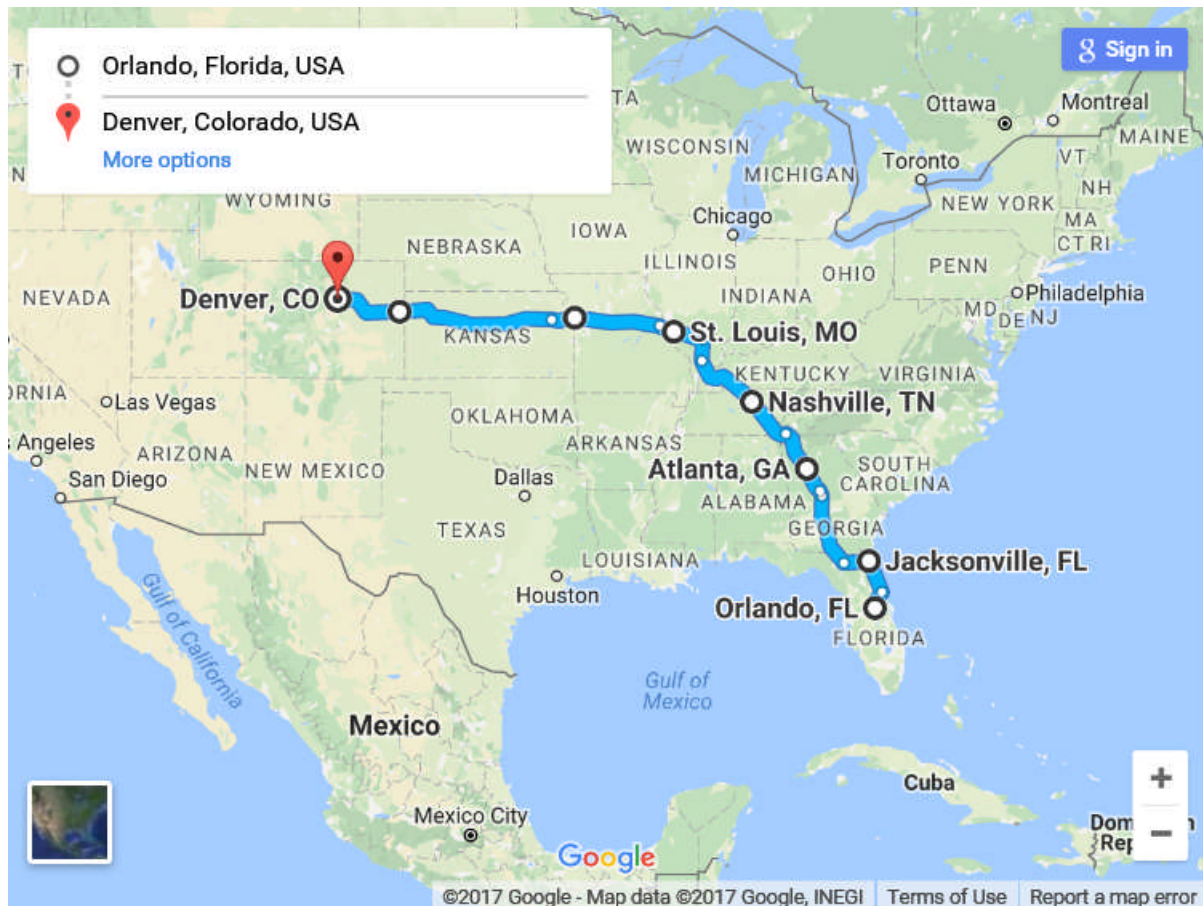 Orlando, Florida, USA
Denver, Colorado, USA
More options
Sign in
Ottawa
Montreal
MAINE
WISCONSIN
MICHIGAN
Toronto
VT
NH
NEW YORK
MA
CT RI
WYOMING
IOWA
Chicago
NEBRASKA
ILLINOIS
OHIO
PENN
NEVADA
Denver, CO
INDIANA
Philadelphia
MD
DE
NJ
KANSAS
St. Louis, MO
KENTUCKY
VIRGINIA
Las Vegas
Nashville, TN
OKLAHOMA
ARKANSAS
Angeles
ARIZONA
NEW MEXICO
Atlanta, GA
SOUTH
CAROLINA
San Diego
Dallas
ALABAMA
GEORGIA
TEXAS
LOUISIANA
Jacksonville, FL
Houston
Orlando, FL
FLORIDA
Gulf of California
Gulf of
Mexico
Mexico
Cuba
Mexico City
Google
©2017 Google - Map data ©2017 Google, INEGI
Terms of Use
Report a map error